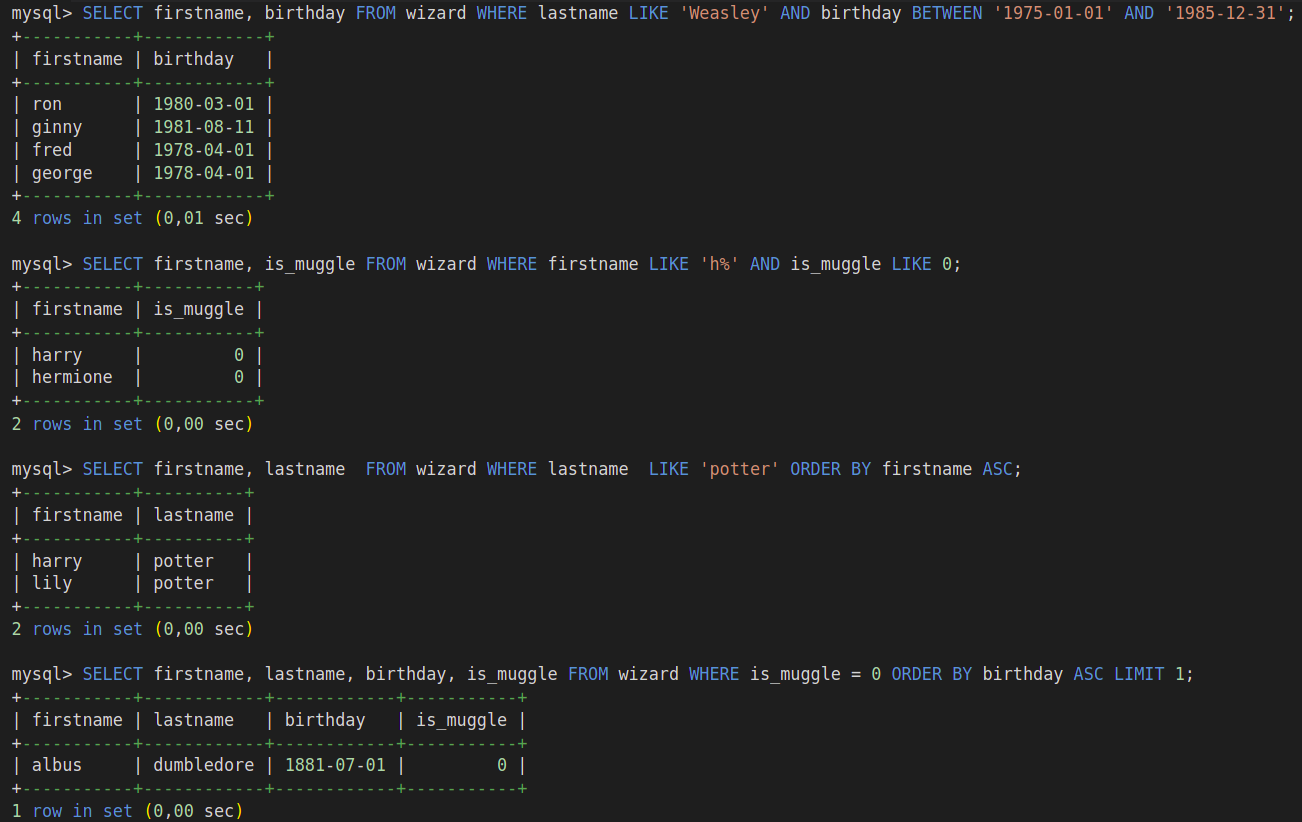 mysql> SELECT firstname, birthday FROM wizard WHERE lastname LIKE 'Weasley' AND birthday BETWEEN '1975-01-01' AND '1985-12-31';
+-----------+------------+
| firstname | birthday   |
+-----------+------------+
| ron       | 1980-03-01 |
| ginny     | 1981-08-11 |
| fred      | 1978-04-01 |
| george    | 1978-04-01 |
+-----------+------------+
4 rows in set (0,01 sec)

mysql> SELECT firstname, is_muggle FROM wizard WHERE firstname LIKE 'h%' AND is_muggle LIKE 0;
+-----------+-----------+
| firstname | is_muggle |
+-----------+-----------+
| harry     |         0 |
| hermione  |         0 |
+-----------+-----------+
2 rows in set (0,00 sec)

mysql> SELECT firstname, lastname  FROM wizard WHERE lastname  LIKE 'potter' ORDER BY firstname ASC;
+-----------+----------+
| firstname | lastname |
+-----------+----------+
| harry     | potter   |
| lily      | potter   |
+-----------+----------+
2 rows in set (0,00 sec)

mysql> SELECT firstname, lastname, birthday, is_muggle FROM wizard WHERE is_muggle = 0 ORDER BY birthday ASC LIMIT 1;
+-----------+------------+------------+-----------+
| firstname | lastname   | birthday   | is_muggle |
+-----------+------------+------------+-----------+
| albus     | dumbledore | 1881-07-01 |         0 |
+-----------+------------+------------+-----------+
1 row in set (0,00 sec)